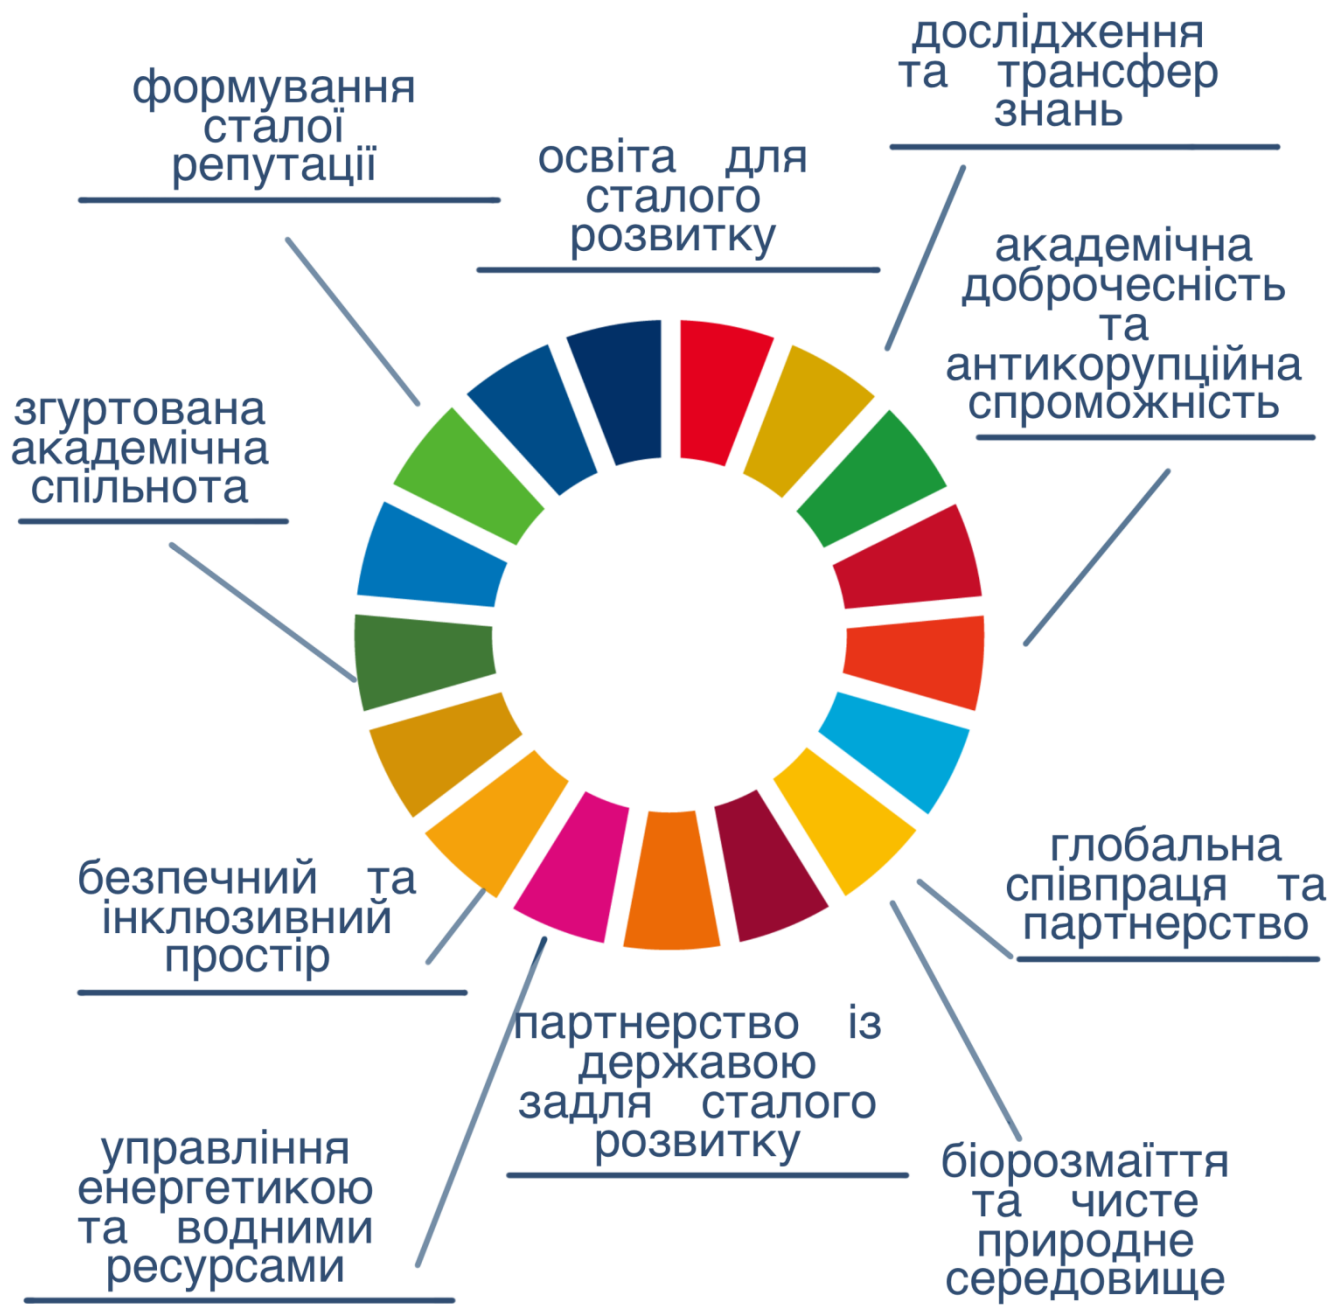 дослідження
та трансфер
знань
формування
сталої
репутації
освіта для
сталого
розвитку
академічна
доброчесність
та
антикорупційна
спроможність
згуртована
академічна
спільнота
глобальна
співпраця та
партнерство
безпечний та
інклюзивний
простір
партнерство із
державою
задля сталого
розвитку
управління
енергетикою
та водними
ресурсами
біорозмаїття
та чисте
природне
середовище